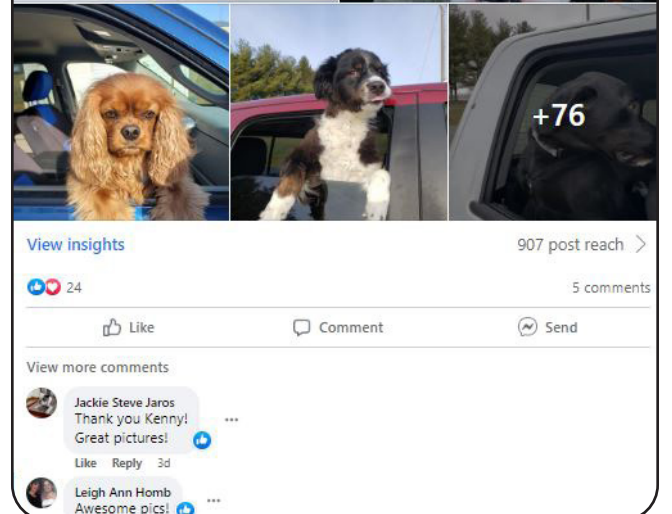 +76
View insights
907 post reach
24
5 comments
Like
Comment
Send
View more comments
Jackie Steve Jaros
Thank you Kenny!
Great pictures!
Like Reply 3d
Leigh Ann Homb
Awesome pics!